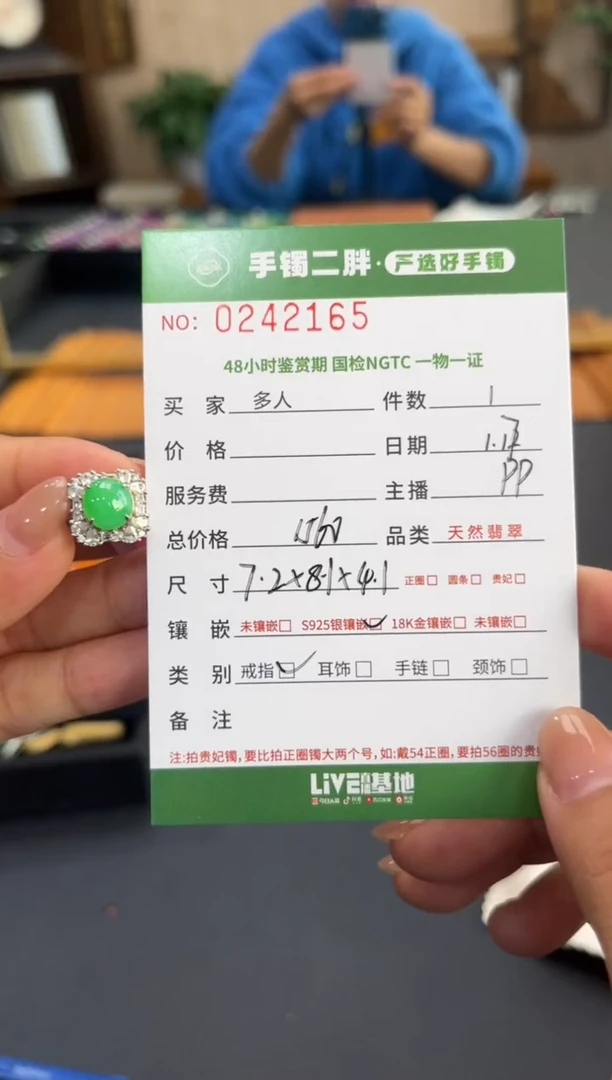 手镯二胖·严选好手镯
NO: 0242165
48小时鉴赏期 国检NGTC 一物一证
买 家 多人 件数 1
价 格 日期
服务费 主播 PP
总价格 品类 天然翡翠
尺 寸 7.2×8.1×4.1 正圈□ 圆条□ 贵妃□
镶 嵌 未镶嵌□ S925银镶嵌☑ 18K金镶嵌□ 未镶嵌□
类 别 戒指☑ 耳饰□ 手链□ 颈饰□
备 注
注:拍贵妃镯,要比拍正圈镯大两个号,如:戴54正圈,要拍56圈的贵
LIVE 基地